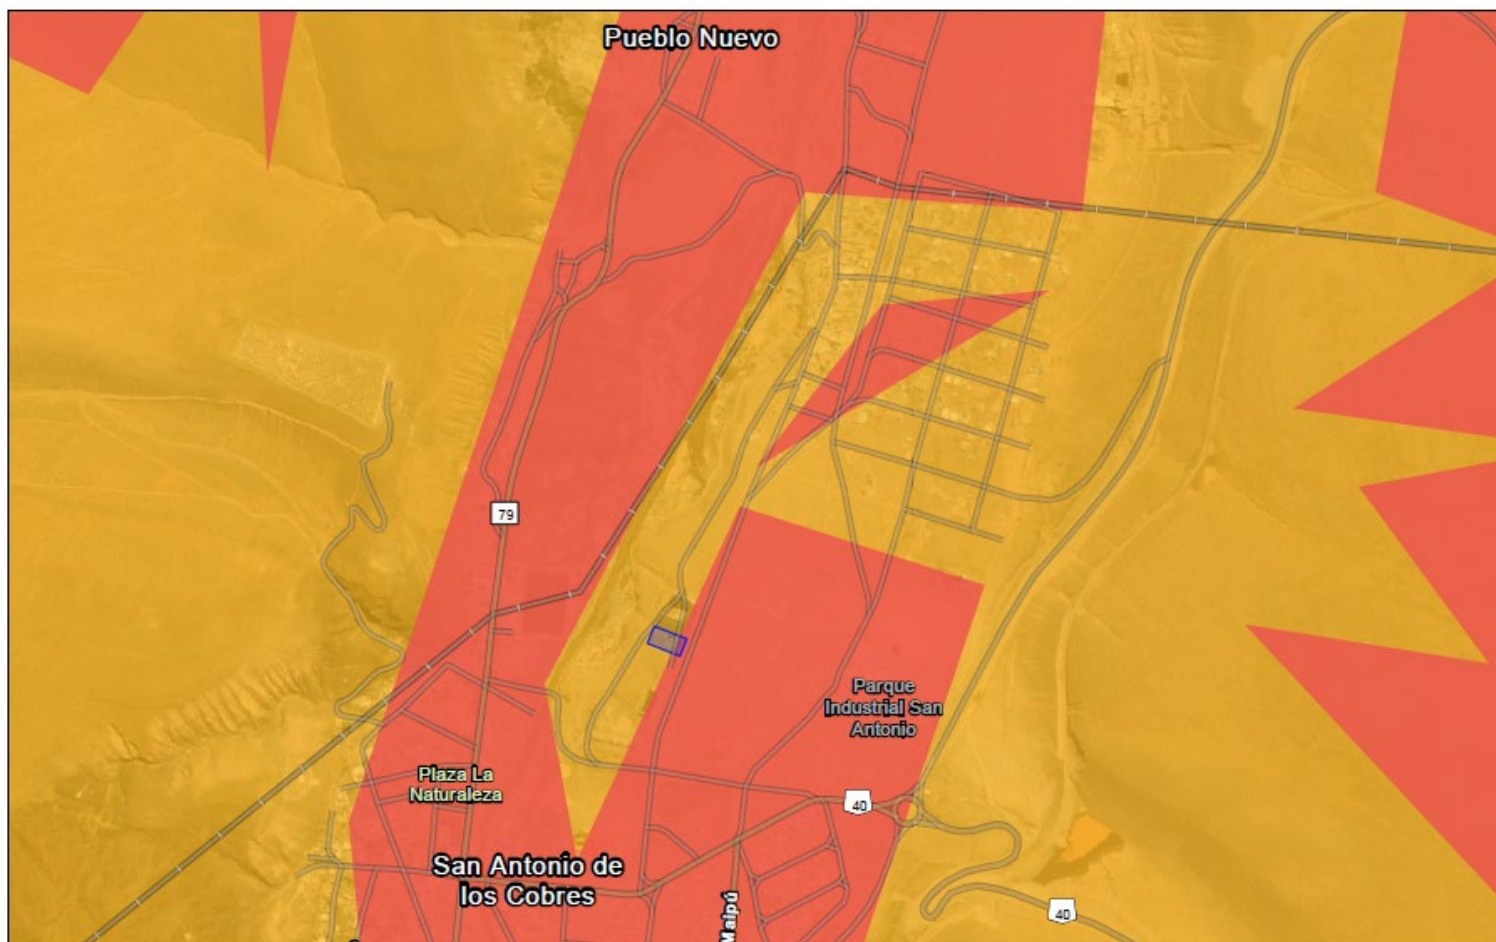 Pueblo Nuevo
79
Parque
Industrial San
Antonio
Plaza La
Naturaleza
40
San Antonio de
los Cobres
Maipú
40